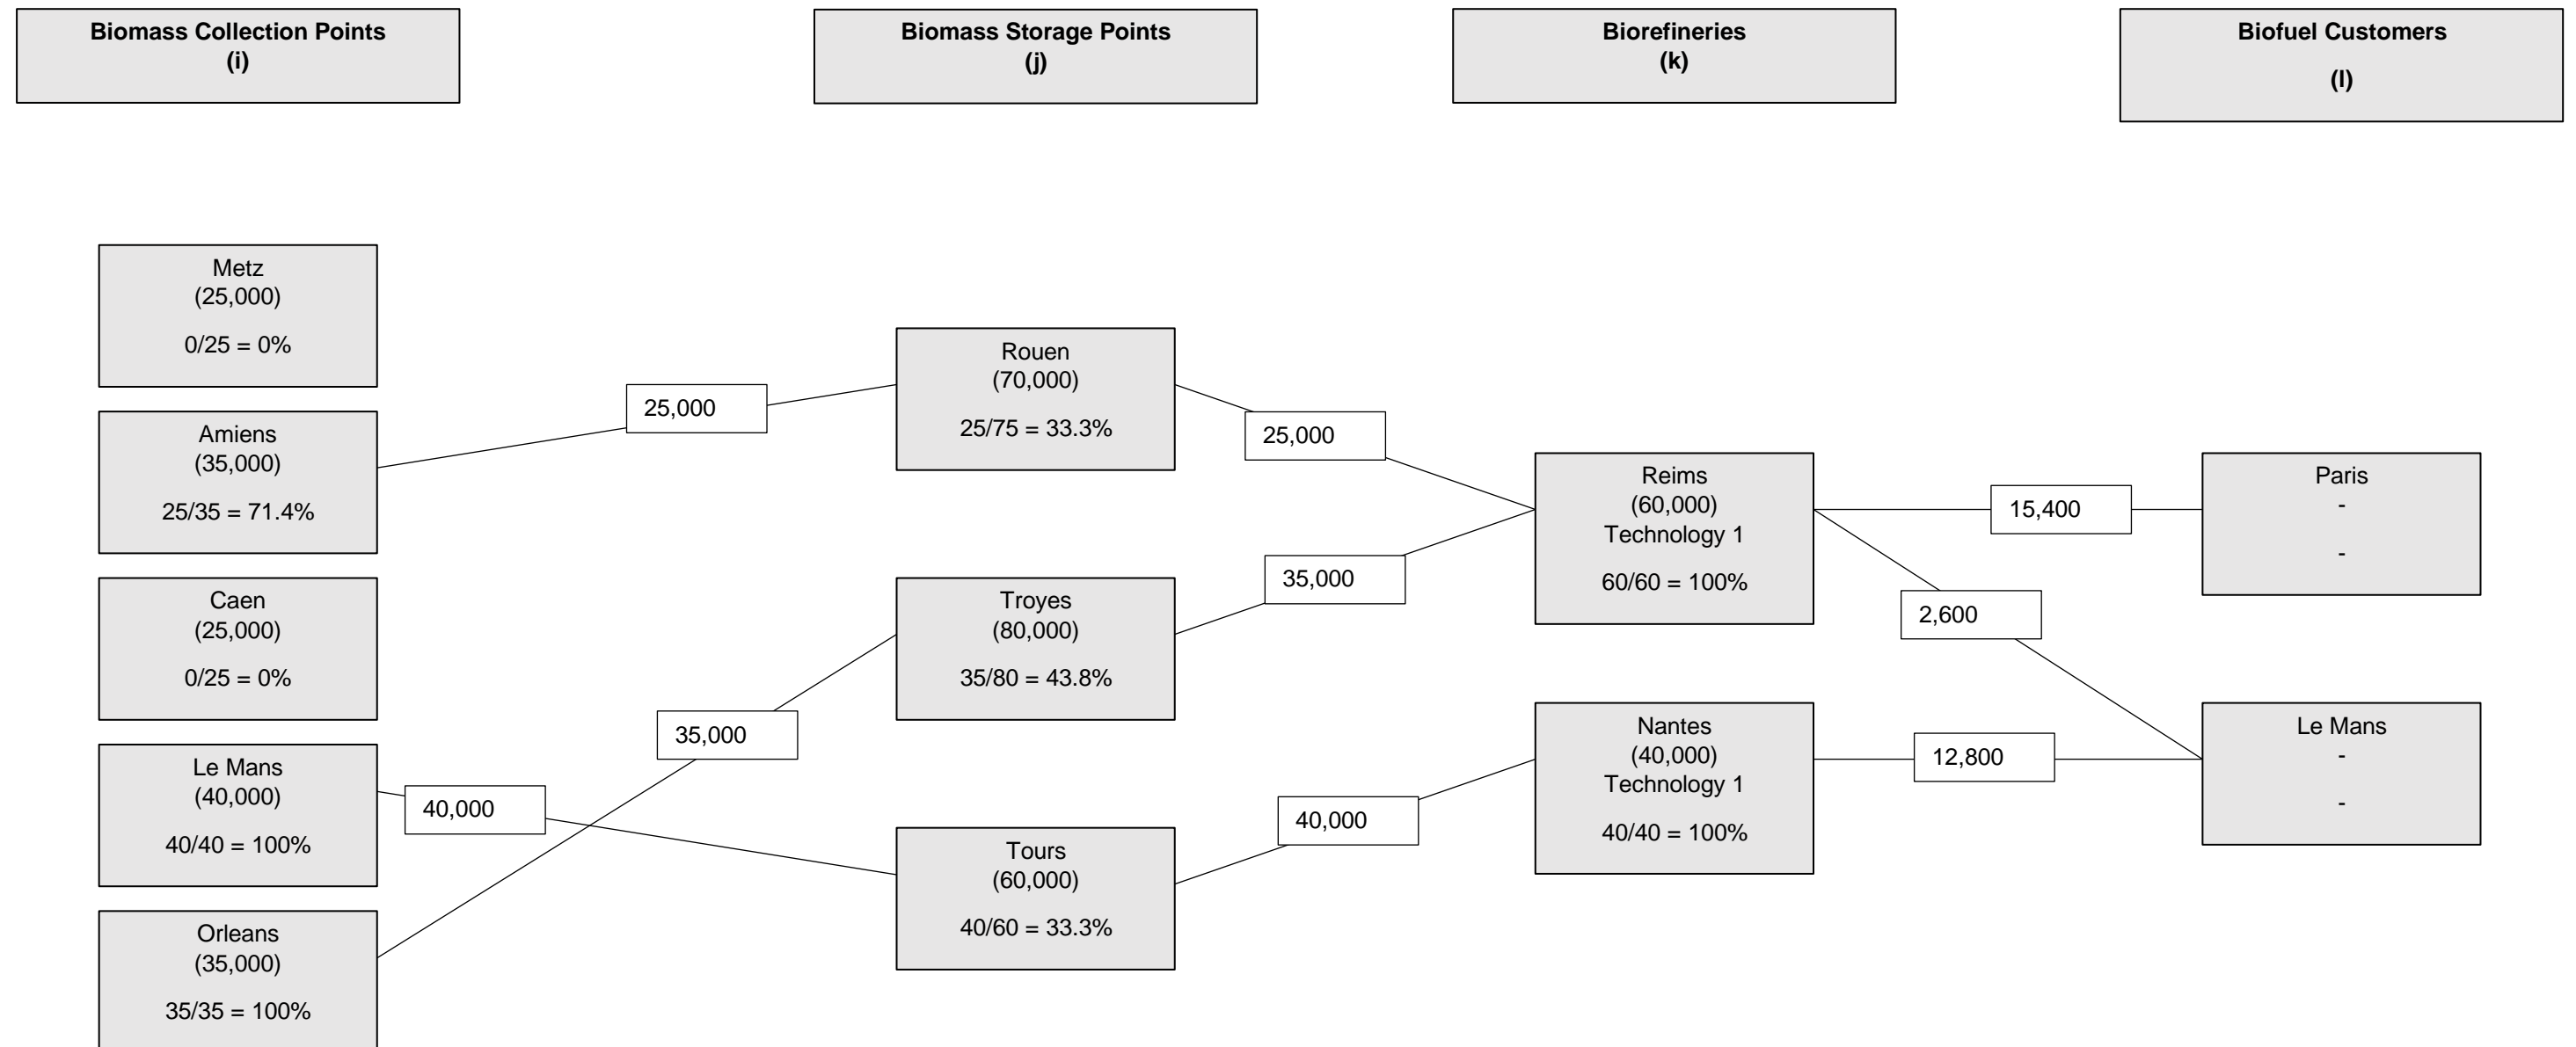 Biomass Collection Points
(i)
Biomass Storage Points
(j)
Biorefineries
(k)
Biofuel Customers
(l)
Metz
(25,000)
0/25 = 0%
Amiens
(35,000)
25/35 = 71.4%
Caen
(25,000)
0/25 = 0%
Le Mans
(40,000)
40/40 = 100%
Orleans
(35,000)
35/35 = 100%
25,000
35,000
40,000
Rouen
(70,000)
25/75 = 33.3%
Troyes
(80,000)
35/80 = 43.8%
Tours
(60,000)
40/60 = 33.3%
25,000
35,000
40,000
Reims
(60,000)
Technology 1
60/60 = 100%
Nantes
(40,000)
Technology 1
40/40 = 100%
15,400
2,600
12,800
Paris
-
-
Le Mans
-
-